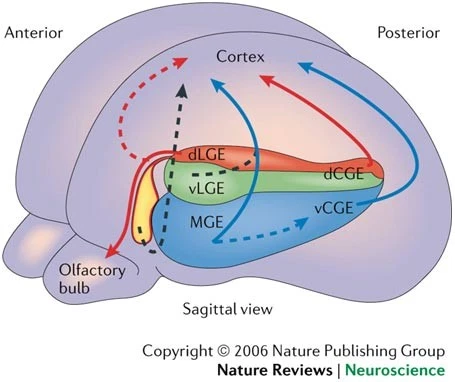 Anterior
Posterior
Cortex
dLGE
dCGE
vLGE
vCGE
MGE
Olfactory
bulb
Sagittal view
Copyright © 2006 Nature Publishing Group
Nature Reviews | Neuroscience